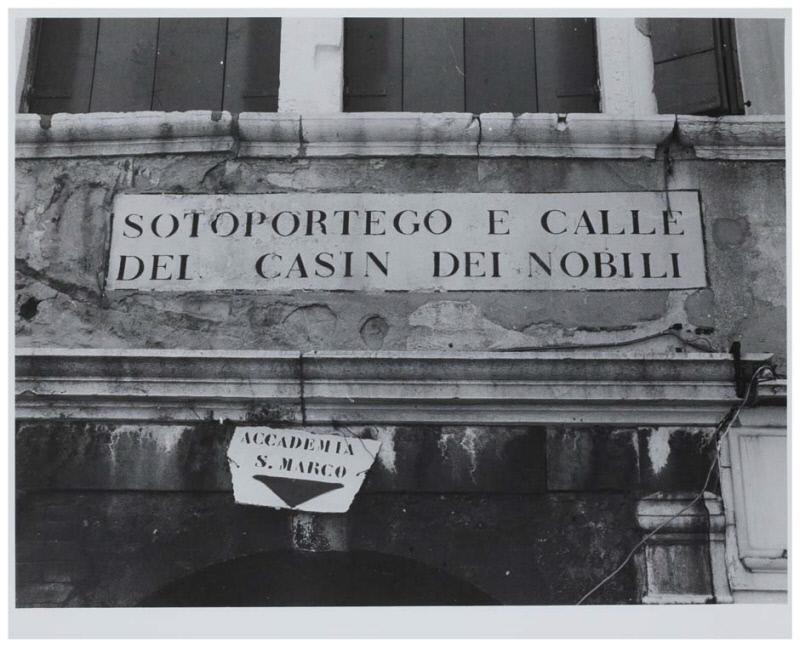 SOTOPORTEGO E CALLE
DEL CASIN DEI NOBILI
ACCADEMIA
S. MARCO